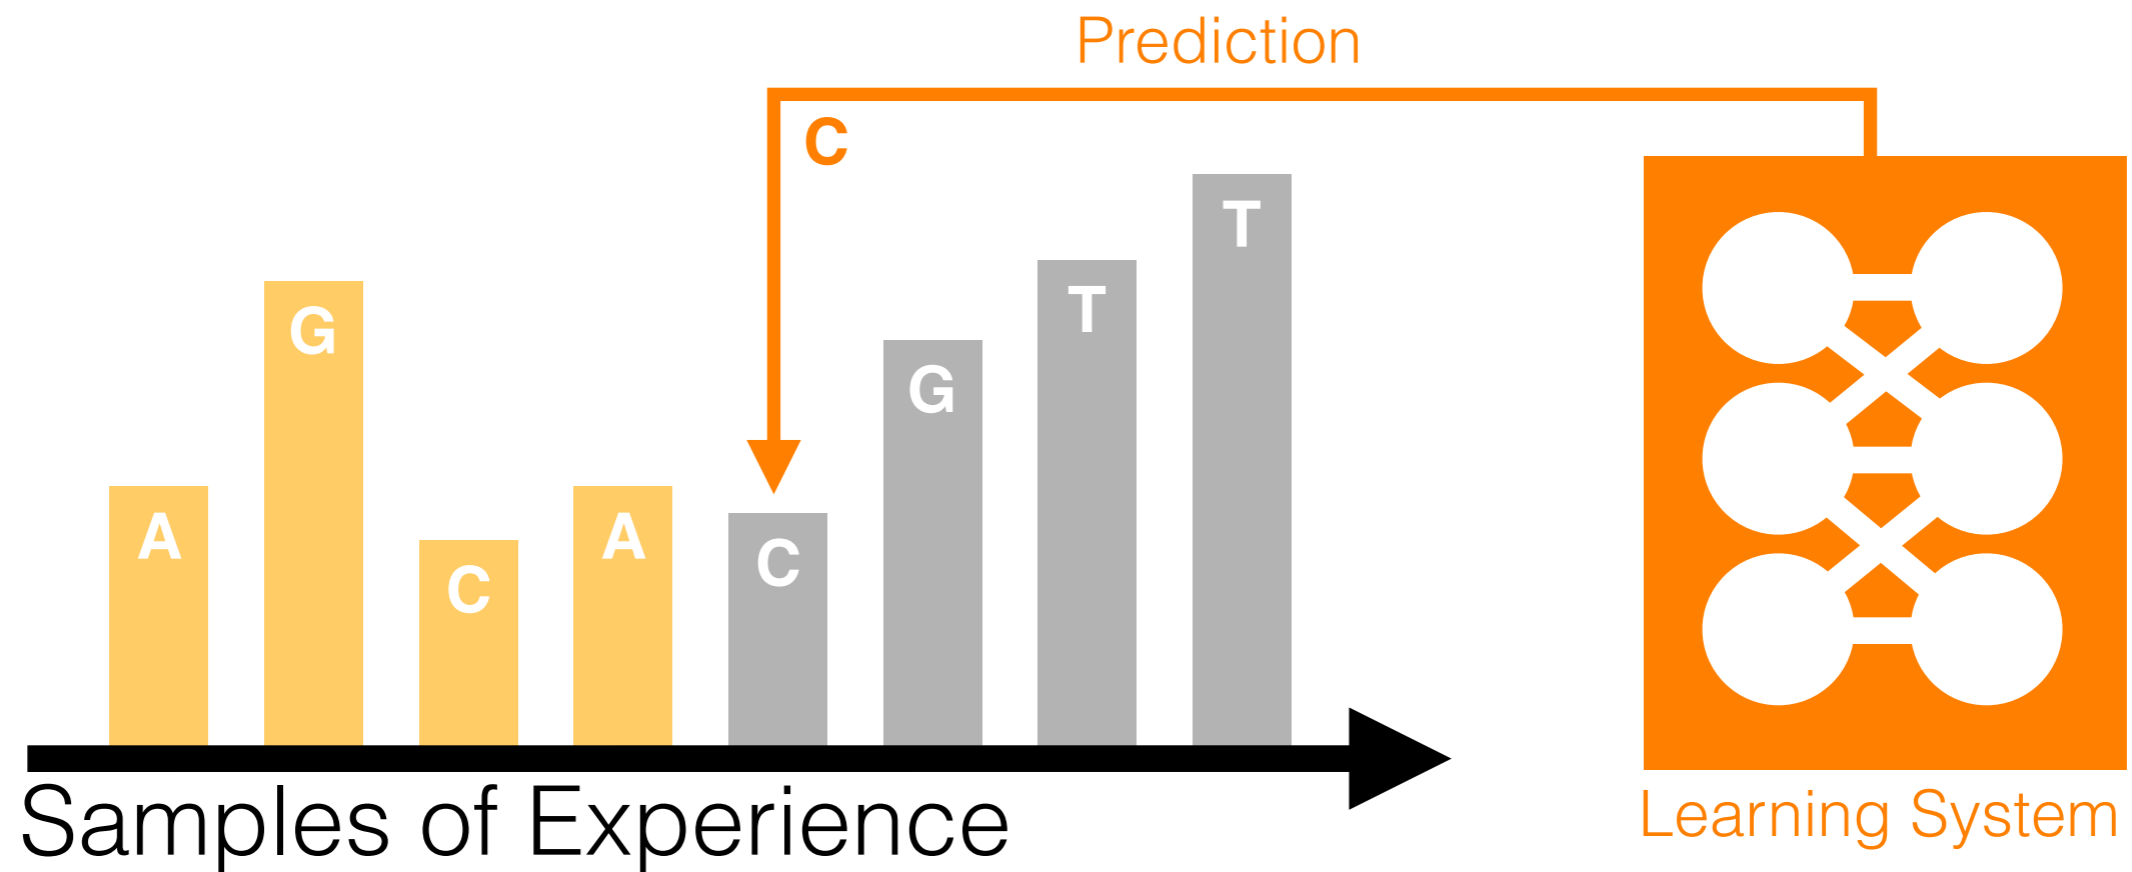 Prediction
C
T
T
G
G
A
C
A
C
Samples of Experience
Learning System